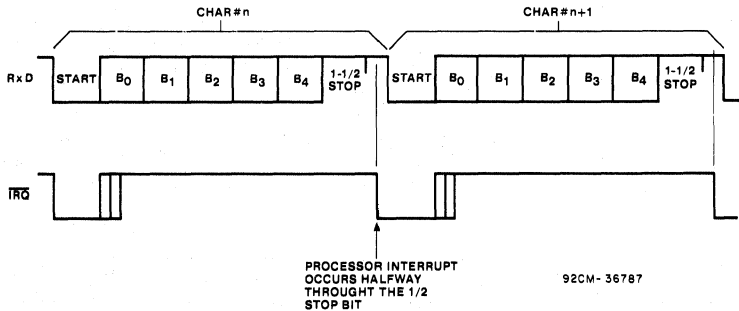 CHAR#n CHAR#n+1
RxD START B0 B1 B2 B3 B4 1-1/2 STOP START B0 B1 B2 B3 B4 1-1/2 STOP
IRQ
PROCESSOR INTERRUPT
OCCURS HALFWAY
THROUGHT THE 1/2
STOP BIT
92CM-36787